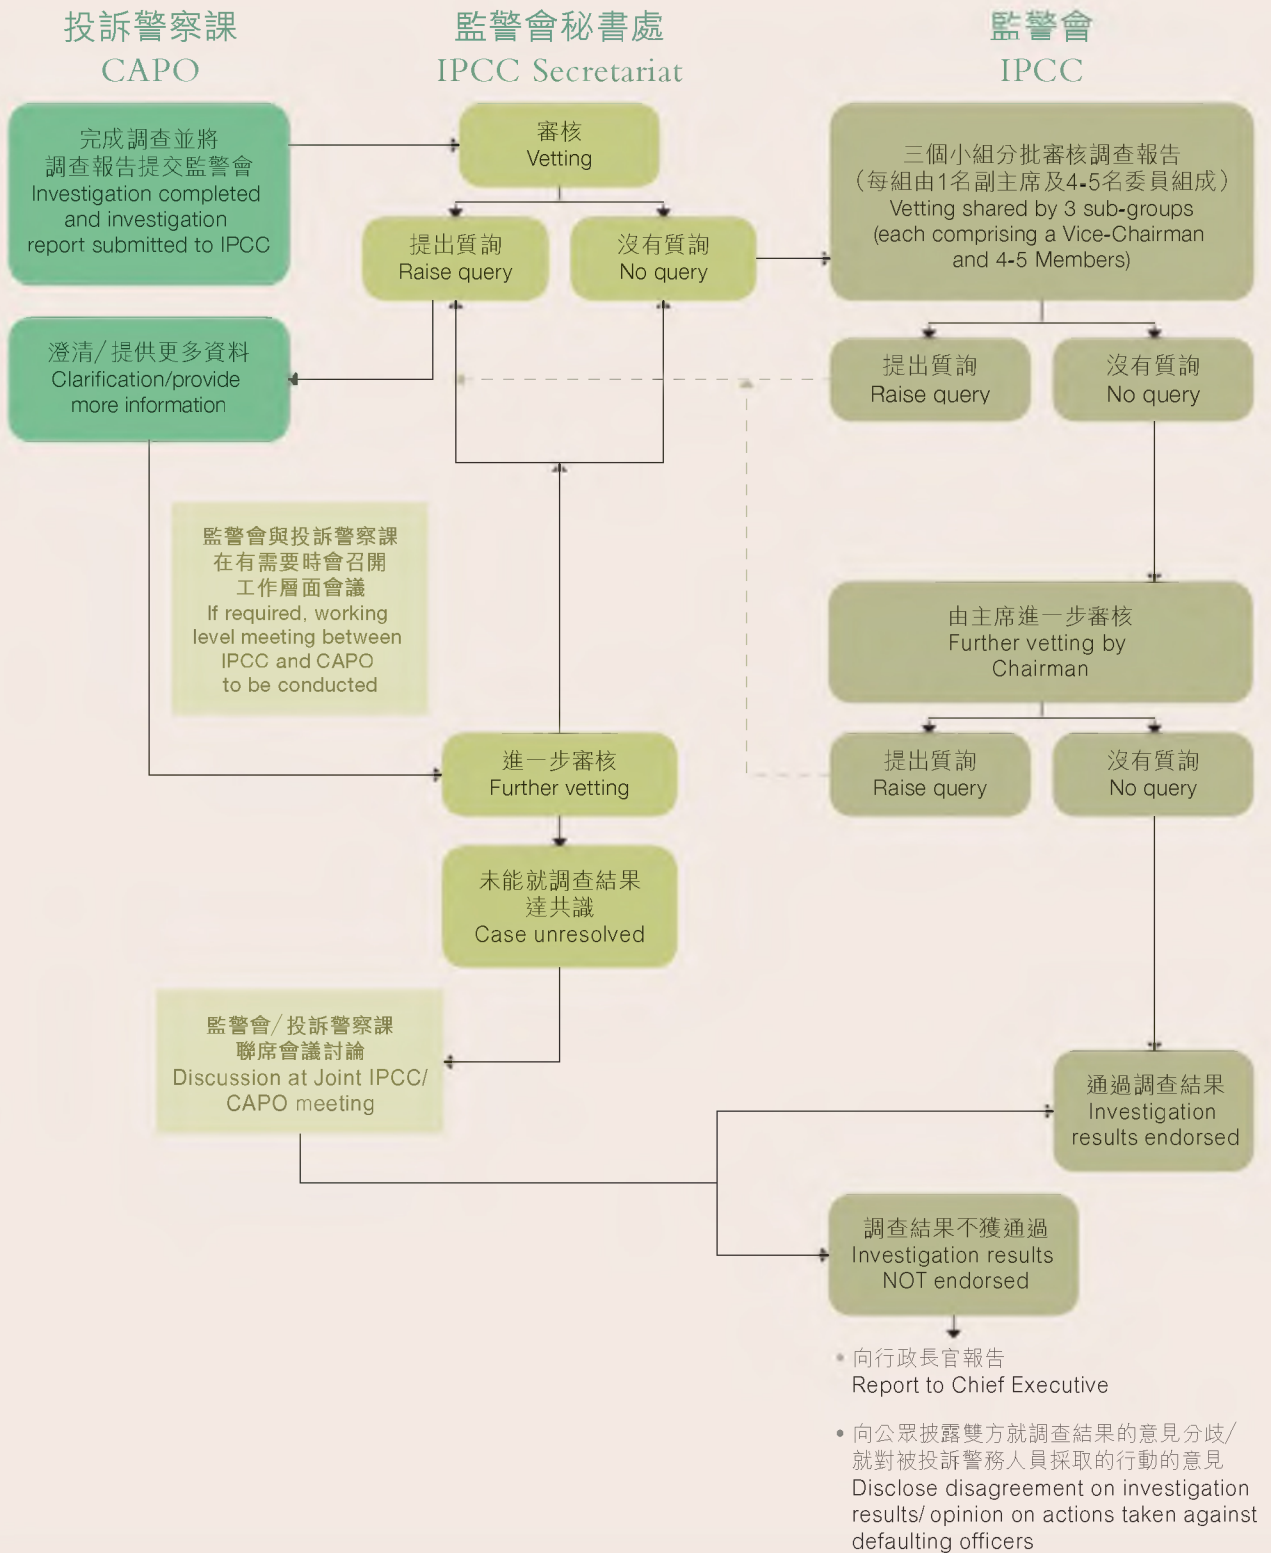 投訴警察課
CAPO
監警會秘書處
IPCC Secretariat
監警會
IPCC
完成調查並將
調查報告提交監警會
Investigation completed
and investigation
report submitted to IPCC
審核
Vetting
三個小組分批審核調查報告
（每組由1名副主席及4-5名委員組成）
Vetting shared by 3 sub-groups
(each comprising a Vice-Chairman
and 4-5 Members)
提出質詢
Raise query
沒有質詢
No query
澄清/提供更多資料
Clarification/provide
more information
提出質詢
Raise query
沒有質詢
No query
監警會與投訴警察課
在有需要時會召開
工作層面會議
If required, working
level meeting between
IPCC and CAPO
to be conducted
由主席進一步審核
Further vetting by
Chairman
進一步審核
Further vetting
提出質詢
Raise query
沒有質詢
No query
未能就調查結果
達共識
Case unresolved
監警會/投訴警察課
聯席會議討論
Discussion at Joint IPCC/
CAPO meeting
通過調查結果
Investigation
results endorsed
調查結果不獲通過
Investigation results
NOT endorsed
• 向行政長官報告
Report to Chief Executive
• 向公眾披露雙方就調查結果的意見分歧/
就對被投訴警務人員採取的行動的意見
Disclose disagreement on investigation
results/ opinion on actions taken against
defaulting officers